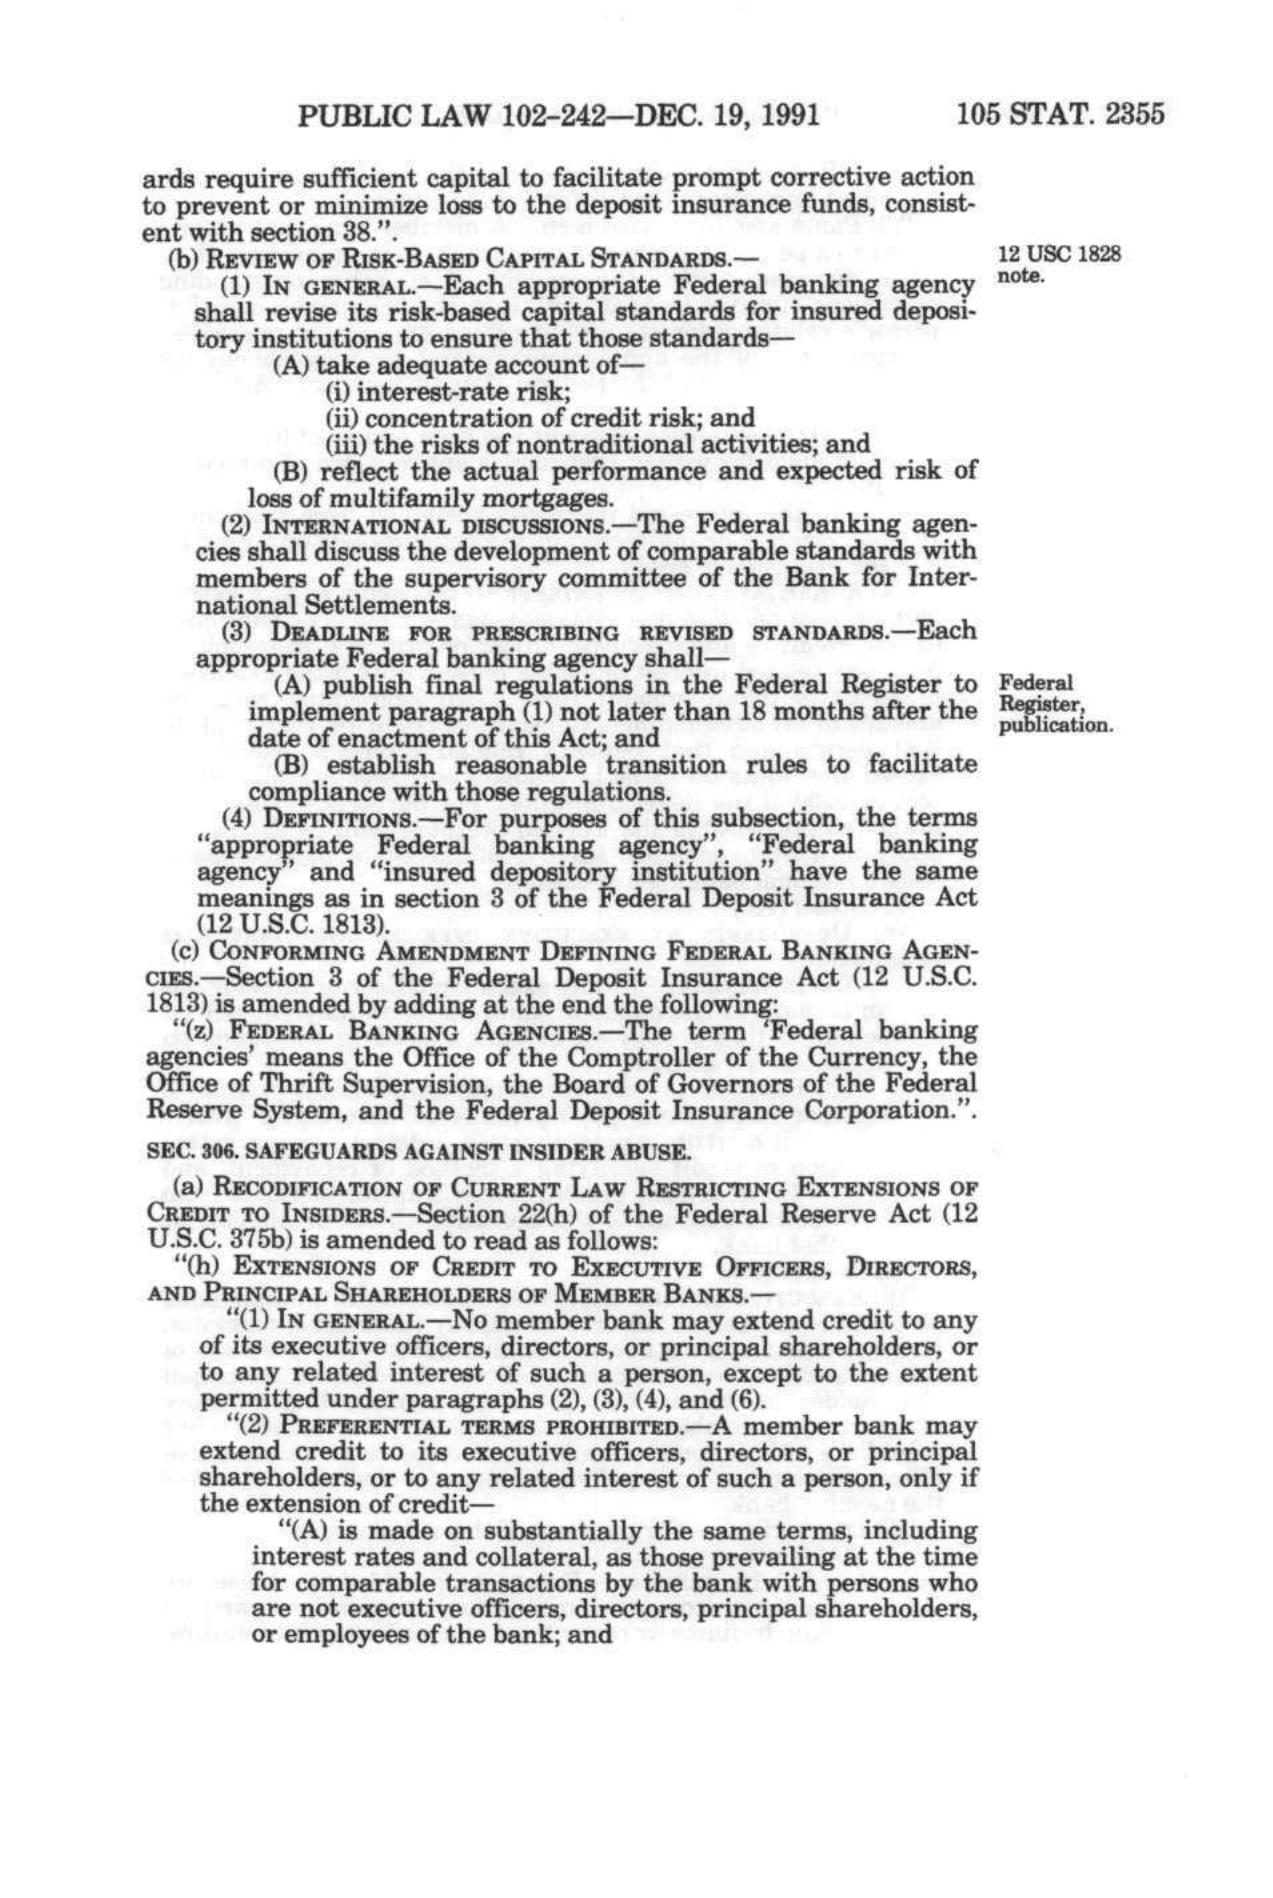 PUBLIC LAW 102–242—DEC. 19, 1991 105 STAT. 2355
ards require sufficient capital to facilitate prompt corrective action
to prevent or minimize loss to the deposit insurance funds, consist-
ent with section 38.”.
(b) REVIEW OF RISK-BASED CAPITAL STANDARDS.—
12 USC 1828
note.
(1) IN GENERAL.—Each appropriate Federal banking agency
shall revise its risk-based capital standards for insured deposi-
tory institutions to ensure that those standards—
(A) take adequate account of—
(i) interest-rate risk;
(ii) concentration of credit risk; and
(iii) the risks of nontraditional activities; and
(B) reflect the actual performance and expected risk of
loss of multifamily mortgages.
(2) INTERNATIONAL DISCUSSIONS.—The Federal banking agen-
cies shall discuss the development of comparable standards with
members of the supervisory committee of the Bank for Inter-
national Settlements.
(3) DEADLINE FOR PRESCRIBING REVISED STANDARDS.—Each
appropriate Federal banking agency shall—
(A) publish final regulations in the Federal Register to
implement paragraph (1) not later than 18 months after the
date of enactment of this Act; and
Federal
Register,
publication.
(B) establish reasonable transition rules to facilitate
compliance with those regulations.
(4) DEFINITIONS.—For purposes of this subsection, the terms
“appropriate Federal banking agency”, “Federal banking
agency” and “insured depository institution” have the same
meanings as in section 3 of the Federal Deposit Insurance Act
(12 U.S.C. 1813).
(c) CONFORMING AMENDMENT DEFINING FEDERAL BANKING AGEN-
CIES.—Section 3 of the Federal Deposit Insurance Act (12 U.S.C.
1813) is amended by adding at the end the following:
“(z) FEDERAL BANKING AGENCIES.—The term ‘Federal banking
agencies’ means the Office of the Comptroller of the Currency, the
Office of Thrift Supervision, the Board of Governors of the Federal
Reserve System, and the Federal Deposit Insurance Corporation.”.
SEC. 306. SAFEGUARDS AGAINST INSIDER ABUSE.
(a) RECODIFICATION OF CURRENT LAW RESTRICTING EXTENSIONS OF
CREDIT TO INSIDERS.—Section 22(h) of the Federal Reserve Act (12
U.S.C. 375b) is amended to read as follows:
“(h) EXTENSIONS OF CREDIT TO EXECUTIVE OFFICERS, DIRECTORS,
AND PRINCIPAL SHAREHOLDERS OF MEMBER BANKS.—
“(1) IN GENERAL.—No member bank may extend credit to any
of its executive officers, directors, or principal shareholders, or
to any related interest of such a person, except to the extent
permitted under paragraphs (2), (3), (4), and (6).
“(2) PREFERENTIAL TERMS PROHIBITED.—A member bank may
extend credit to its executive officers, directors, or principal
shareholders, or to any related interest of such a person, only if
the extension of credit—
“(A) is made on substantially the same terms, including
interest rates and collateral, as those prevailing at the time
for comparable transactions by the bank with persons who
are not executive officers, directors, principal shareholders,
or employees of the bank; and